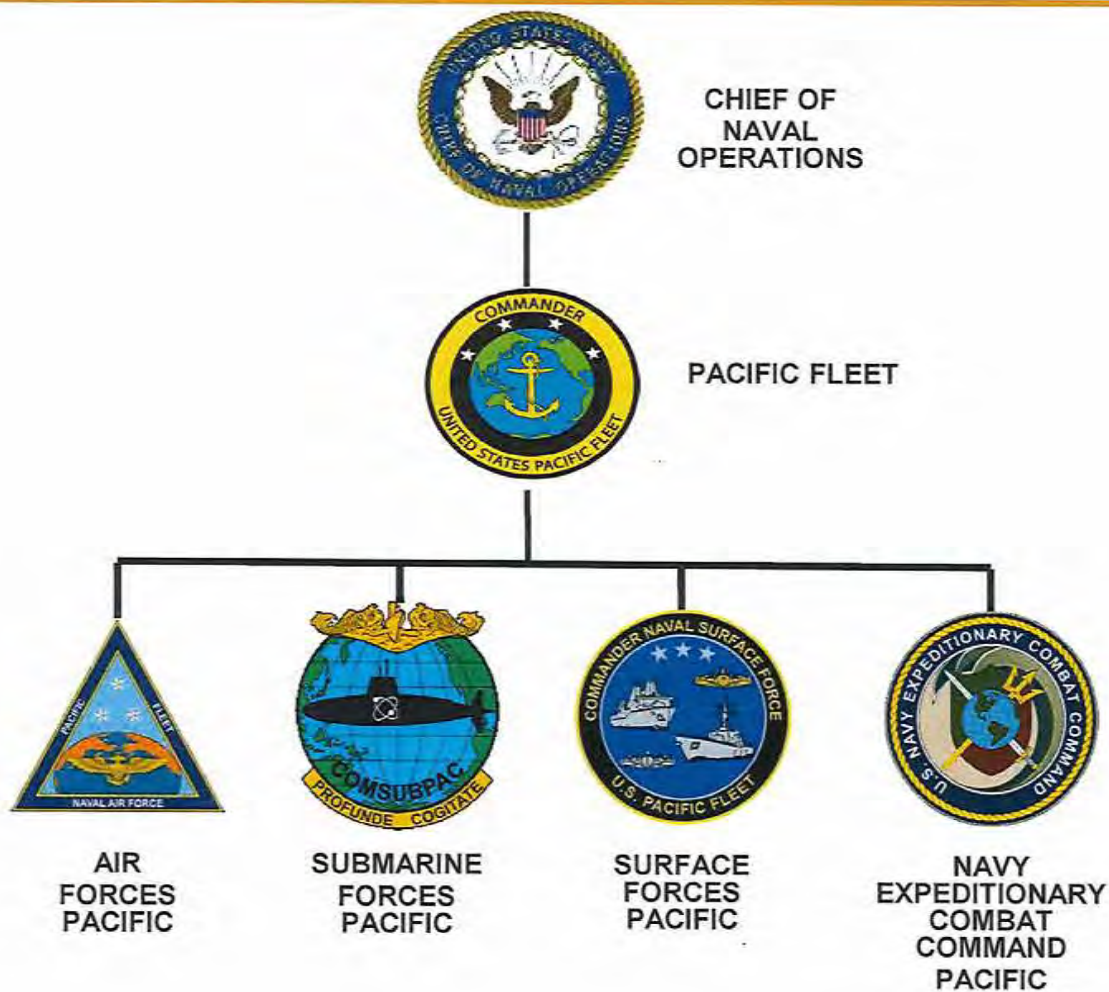 UNITED STATES NAVY
CHIEF OF NAVAL OPERATIONS
CHIEF OF
NAVAL
OPERATIONS
COMMANDER
UNITED STATES PACIFIC FLEET
PACIFIC FLEET
PACIFIC FLEET
NAVAL AIR FORCE
COMSUBPAC
PROFUNDE COGITATE
COMMANDER NAVAL SURFACE FORCE
U.S. PACIFIC FLEET
U.S. NAVY EXPEDITIONARY COMBAT COMMAND
AIR
FORCES
PACIFIC
SUBMARINE
FORCES
PACIFIC
SURFACE
FORCES
PACIFIC
NAVY
EXPEDITIONARY
COMBAT
COMMAND
PACIFIC